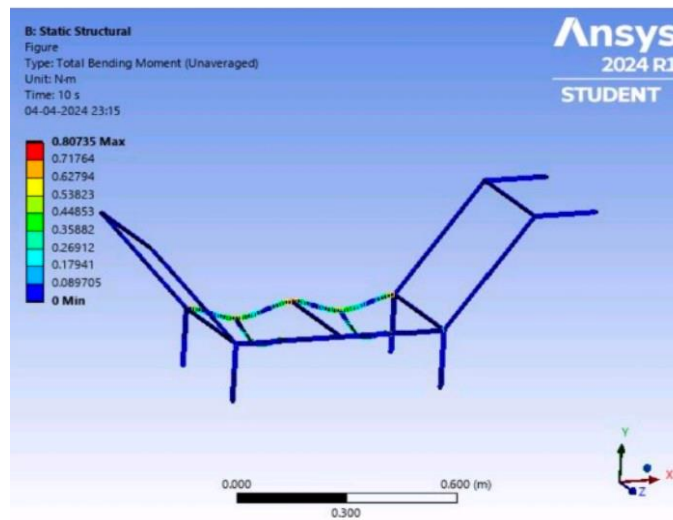 B: Static Structural
Figure
Type: Total Bending Moment (Unaveraged)
Unit: N·m
Time: 10 s
04-04-2024 23:15
0.80735 Max
0.71764
0.62794
0.53823
0.44853
0.35882
0.26912
0.17941
0.089705
0 Min
Ansys
2024 R1
STUDENT
0.000
0.600 (m)
0.300
Y
X
Z